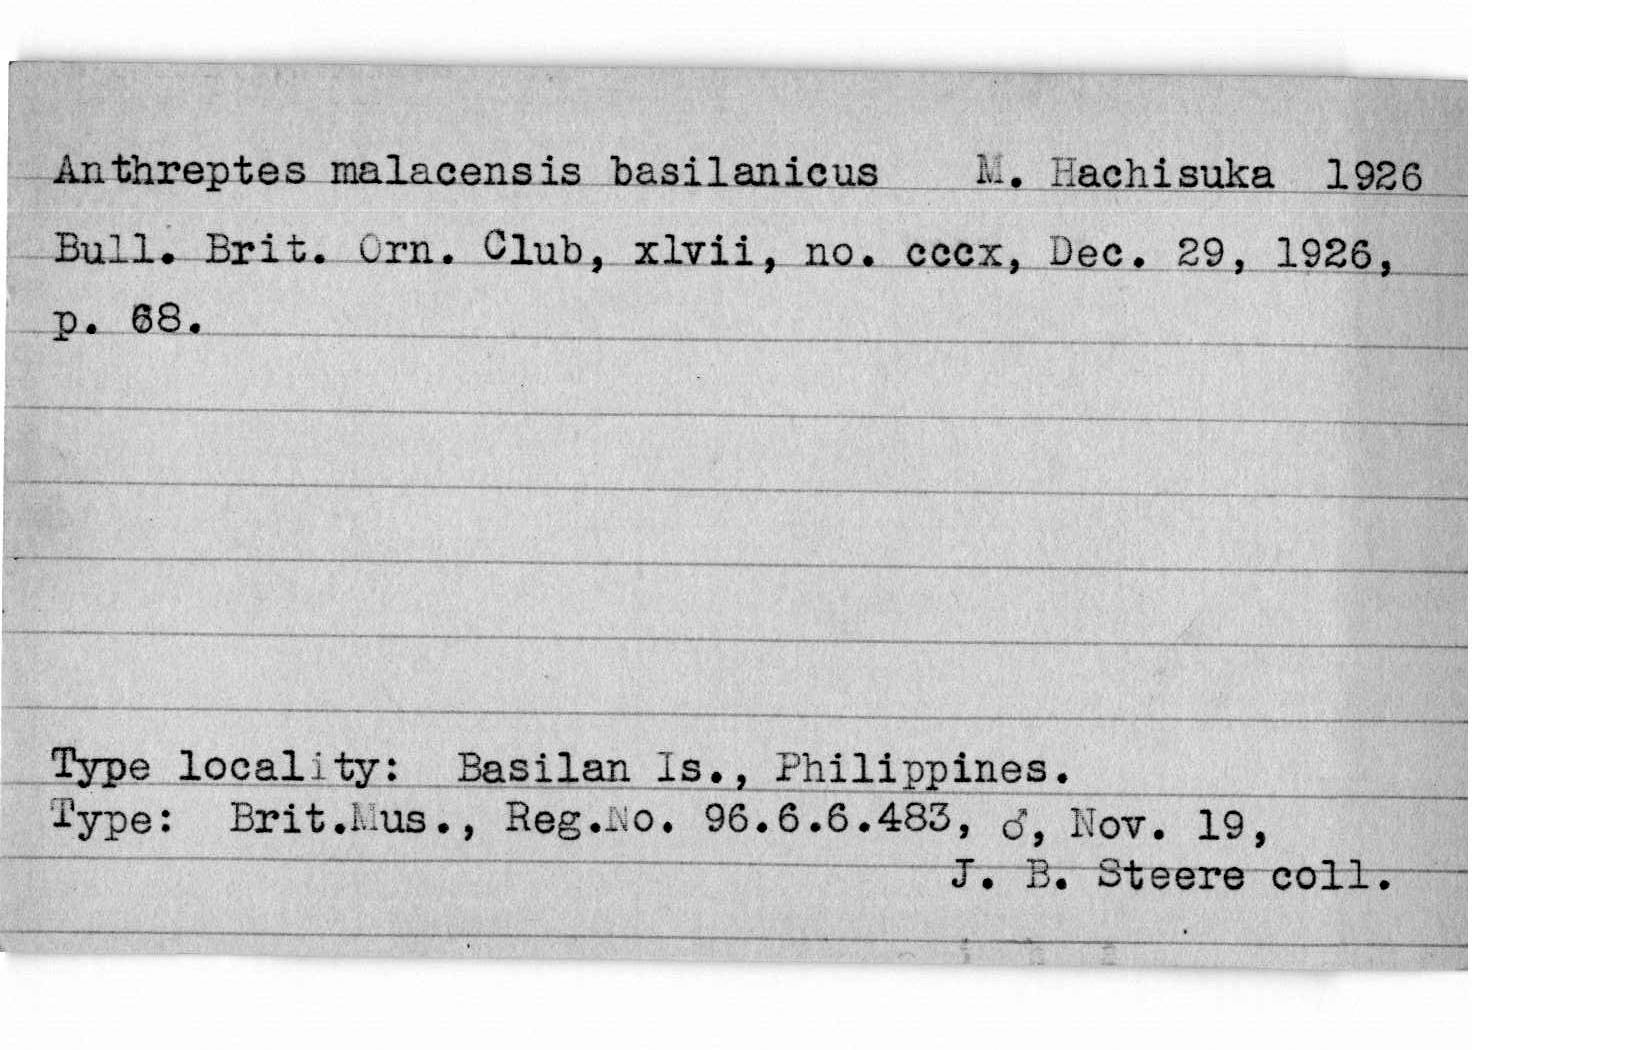 Anthreptes malacensis basilanicus M. Hachisuka 1926
Bull. Brit. Orn. Club, xlvii, no. cccx, Dec. 29, 1926,
p. 68.
Type locality: Basilan Is., Philippines.
Type: Brit.Mus., Reg.No. 96.6.6.483, ♂, Nov. 19,
J. B. Steere coll.